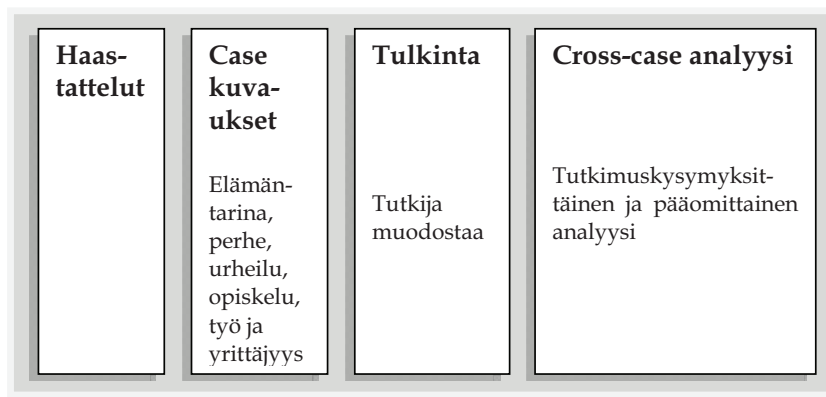 Haas-
tattelut
Case
kuva-
ukset
Elämän-
tarina,
perhe,
urheilu,
opiskelu,
työ ja
yrittäjyys
Tulkinta
Tutkija
muodostaa
Cross-case analyysi
Tutkimuskysymyksit-
täinen ja pääomittainen
analyysi